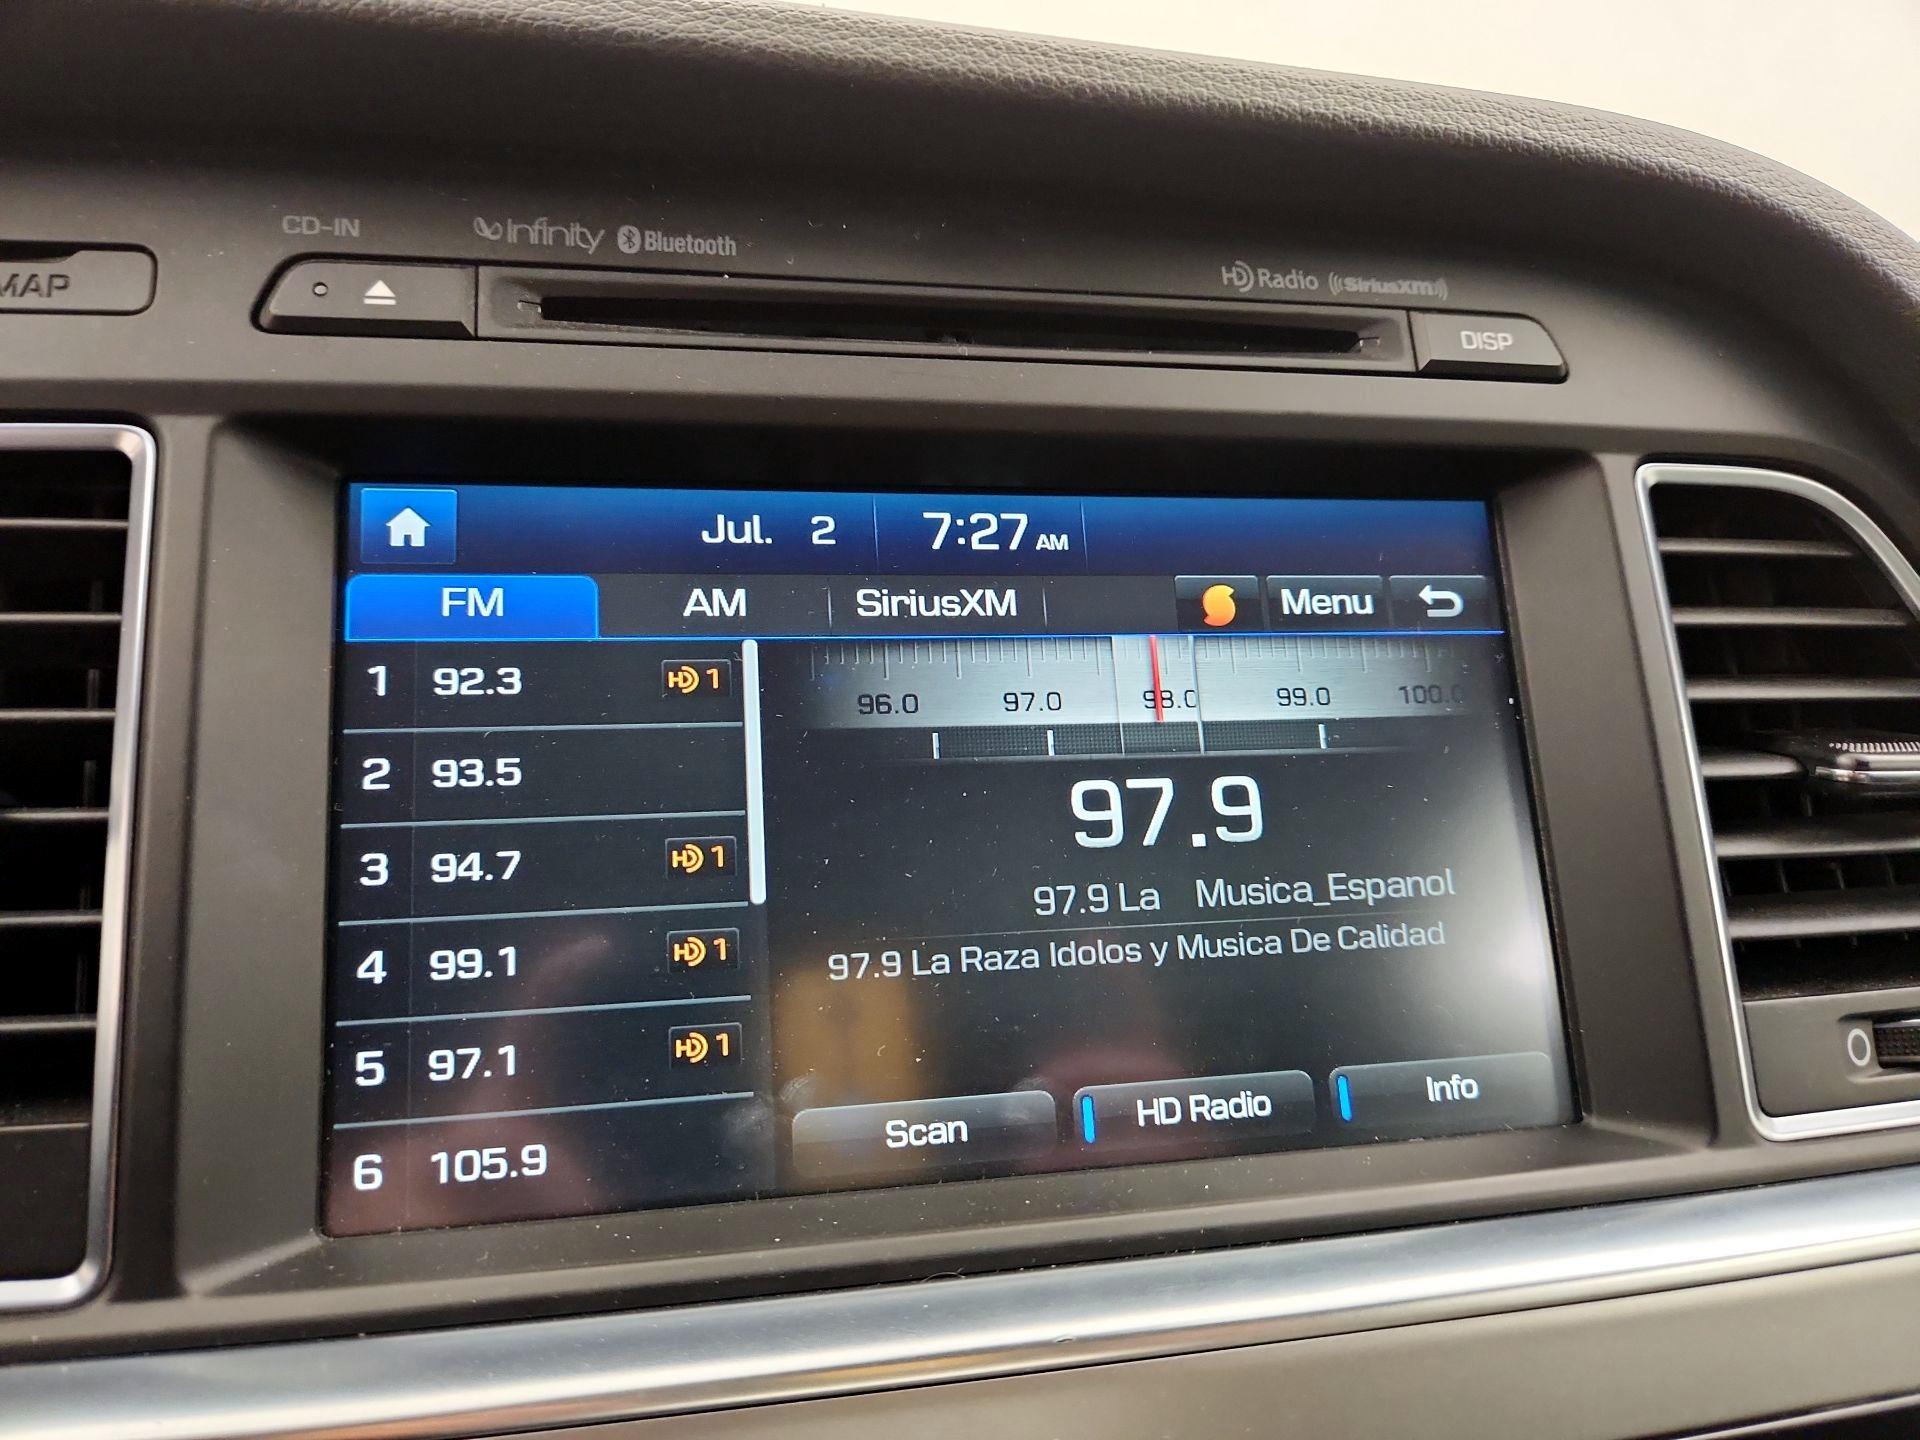 CD-IN
Infinity Bluetooth
HD Radio ((SiriusXM))
MAP
DISP
Jul. 2 7:27 AM
FM AM SiriusXM Menu
1 92.3 HD 1
2 93.5
3 94.7 HD 1
4 99.1 HD 1
5 97.1 HD 1
6 105.9
96.0 97.0 98.0 99.0 100.0
97.9
97.9 La Musica_Espanol
97.9 La Raza Idolos y Musica De Calidad
Scan HD Radio Info